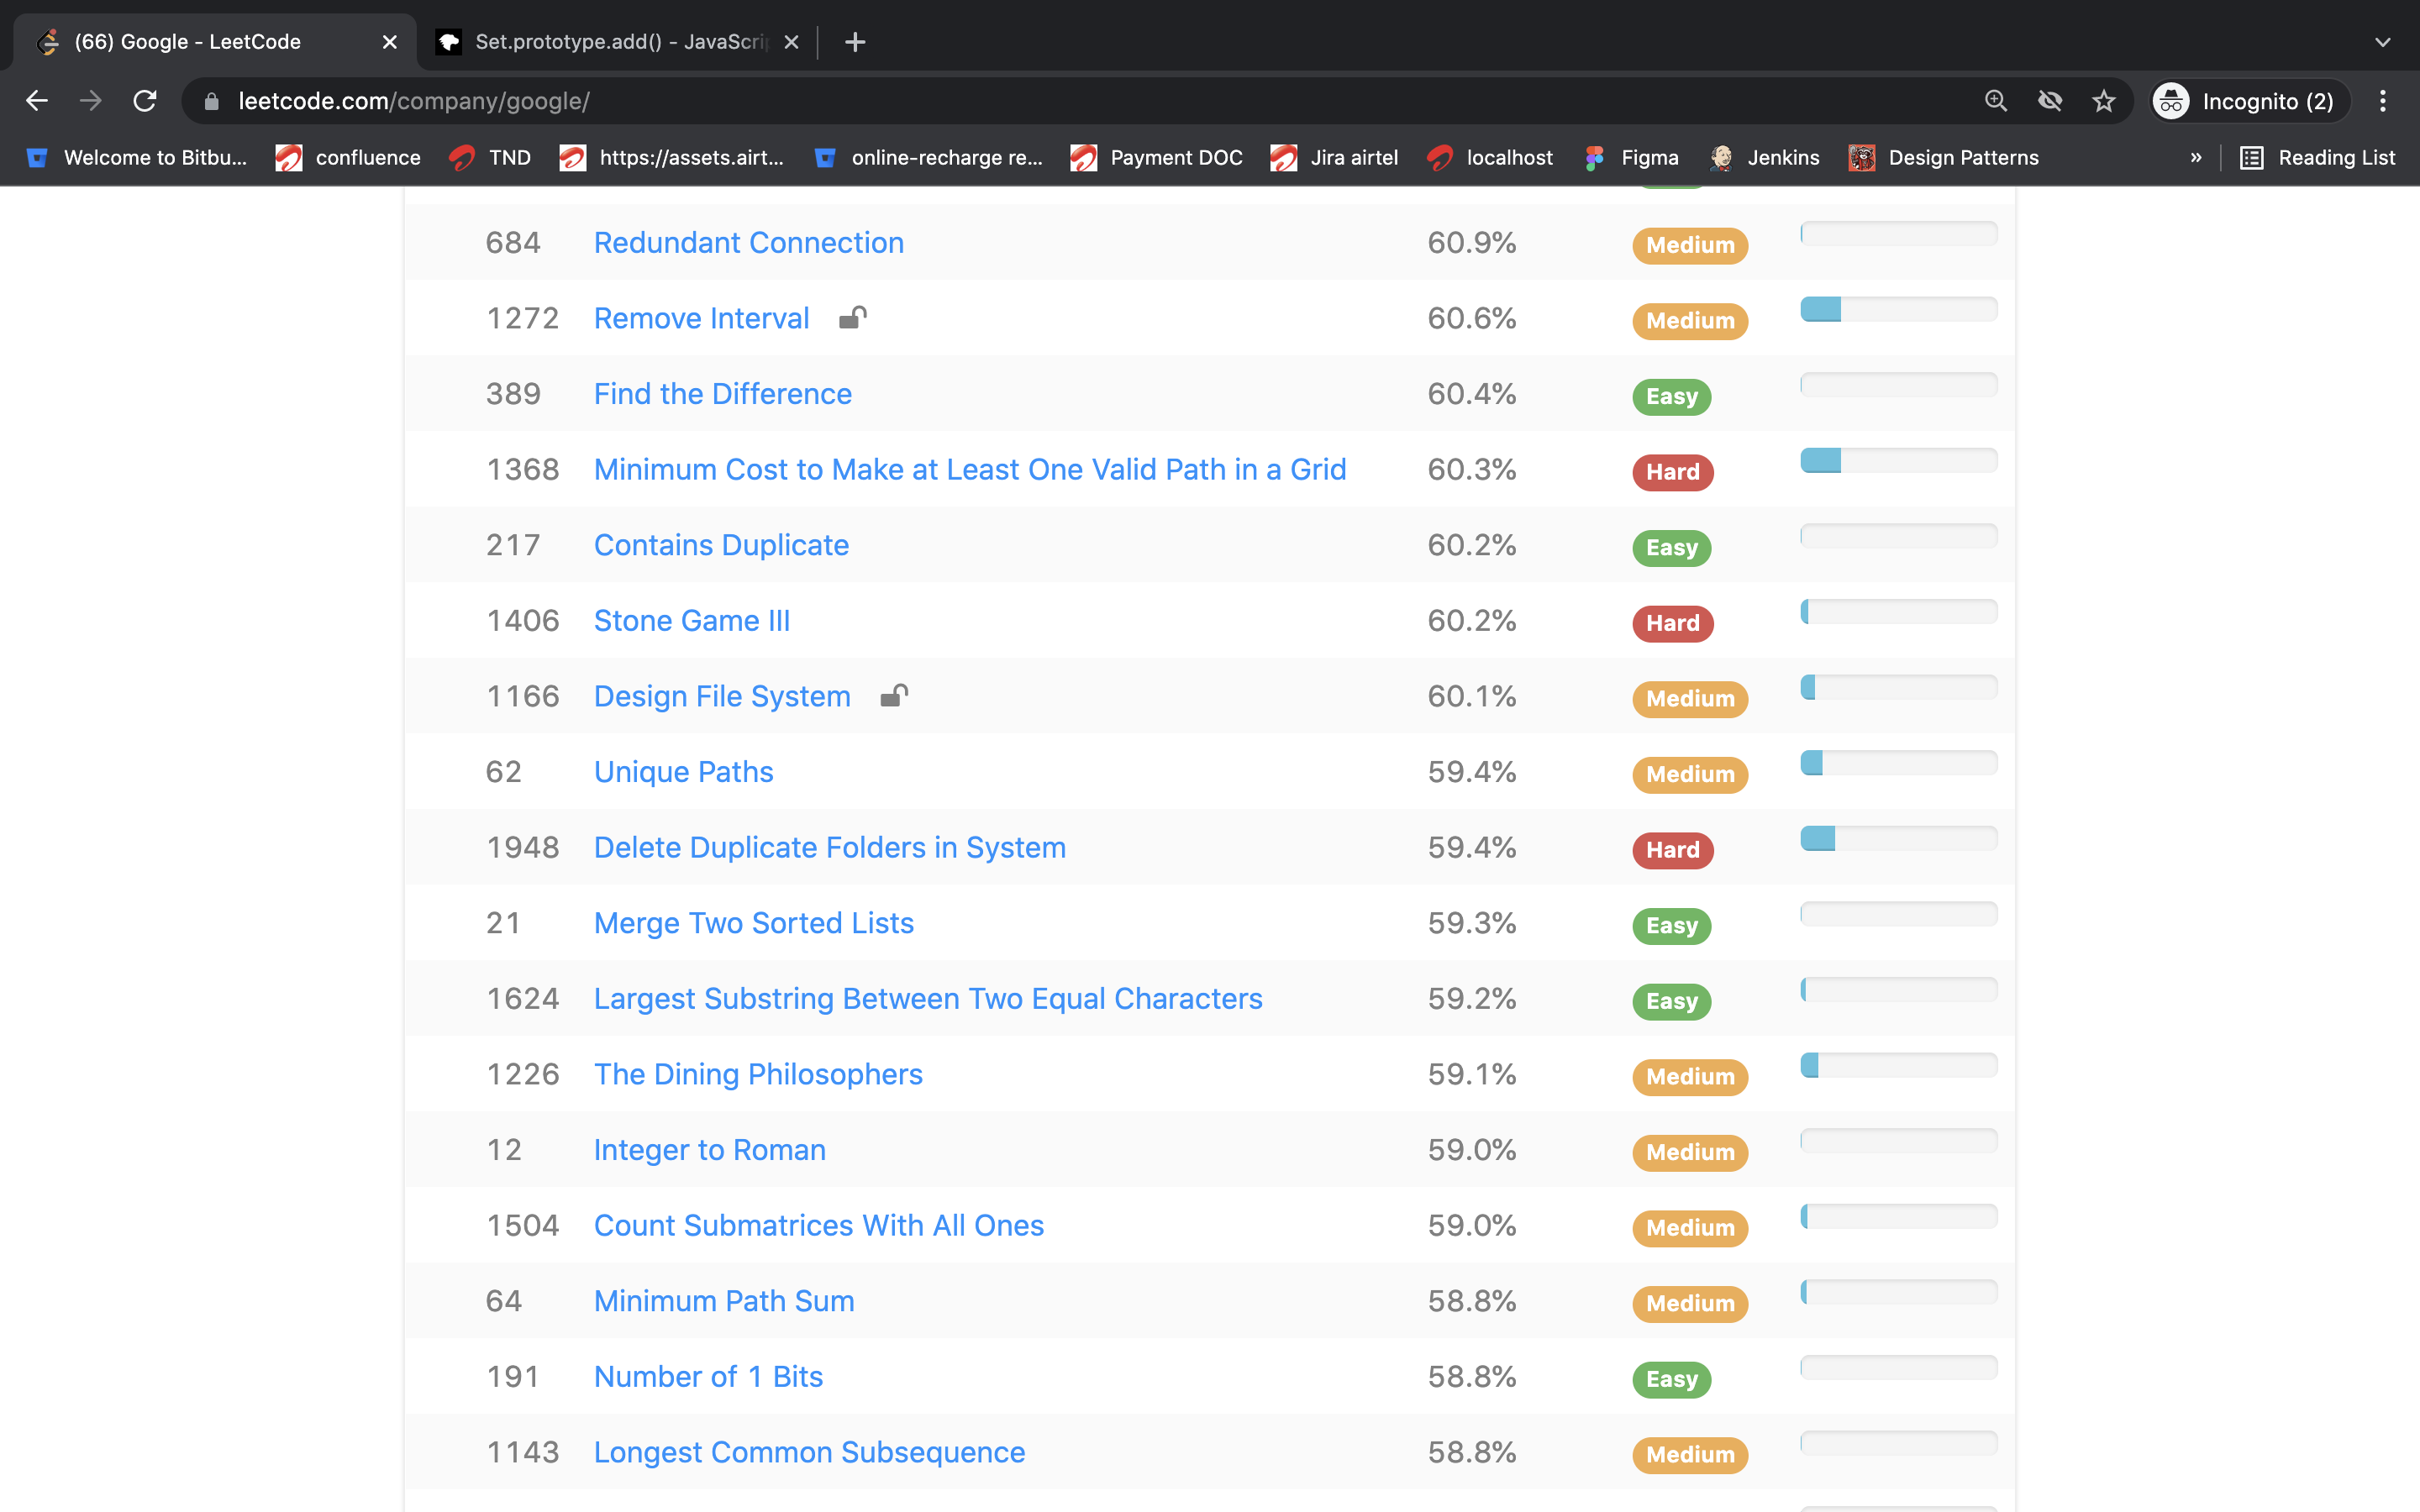 (66) Google - LeetCode
Set.prototype.add() - JavaScri
leetcode.com/company/google/
Incognito (2)
Welcome to Bitbu... confluence TND https://assets.airt... online-recharge re... Payment DOC Jira airtel localhost Figma Jenkins Design Patterns » Reading List
684 Redundant Connection 60.9% Medium
1272 Remove Interval 60.6% Medium
389 Find the Difference 60.4% Easy
1368 Minimum Cost to Make at Least One Valid Path in a Grid 60.3% Hard
217 Contains Duplicate 60.2% Easy
1406 Stone Game III 60.2% Hard
1166 Design File System 60.1% Medium
62 Unique Paths 59.4% Medium
1948 Delete Duplicate Folders in System 59.4% Hard
21 Merge Two Sorted Lists 59.3% Easy
1624 Largest Substring Between Two Equal Characters 59.2% Easy
1226 The Dining Philosophers 59.1% Medium
12 Integer to Roman 59.0% Medium
1504 Count Submatrices With All Ones 59.0% Medium
64 Minimum Path Sum 58.8% Medium
191 Number of 1 Bits 58.8% Easy
1143 Longest Common Subsequence 58.8% Medium